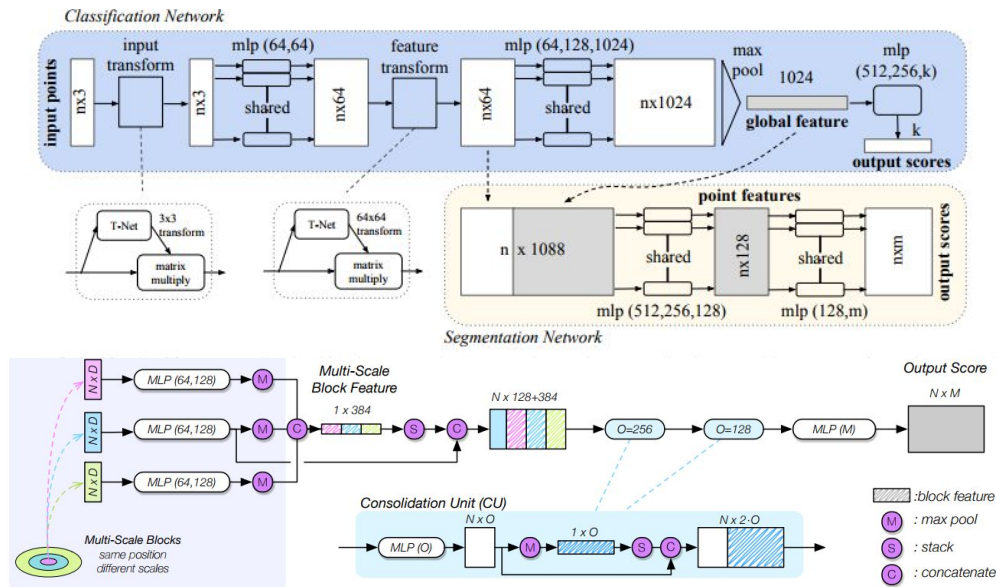 Classification Network
input points
nx3
input
transform
nx3
mlp (64,64)
shared
nx64
feature
transform
nx64
mlp (64,128,1024)
shared
nx1024
max
pool
1024
global feature
mlp
(512,256,k)
k
output scores
T-Net
3x3
transform
matrix
multiply
T-Net
64x64
transform
matrix
multiply
point features
n x 1088
shared
mlp (512,256,128)
nx128
shared
mlp (128,m)
nxm
output scores
Segmentation Network
N x D
MLP (64,128)
M
N x D
MLP (64,128)
M
N x D
MLP (64,128)
M
C
Multi-Scale
Block Feature
1 x 384
S
C
N x 128+384
O=256
O=128
MLP (M)
Output Score
N x M
Multi-Scale Blocks
same position
different scales
Consolidation Unit (CU)
MLP (O)
N x O
M
1 x O
S
C
N x 2·O
:block feature
M : max pool
S : stack
C : concatenate